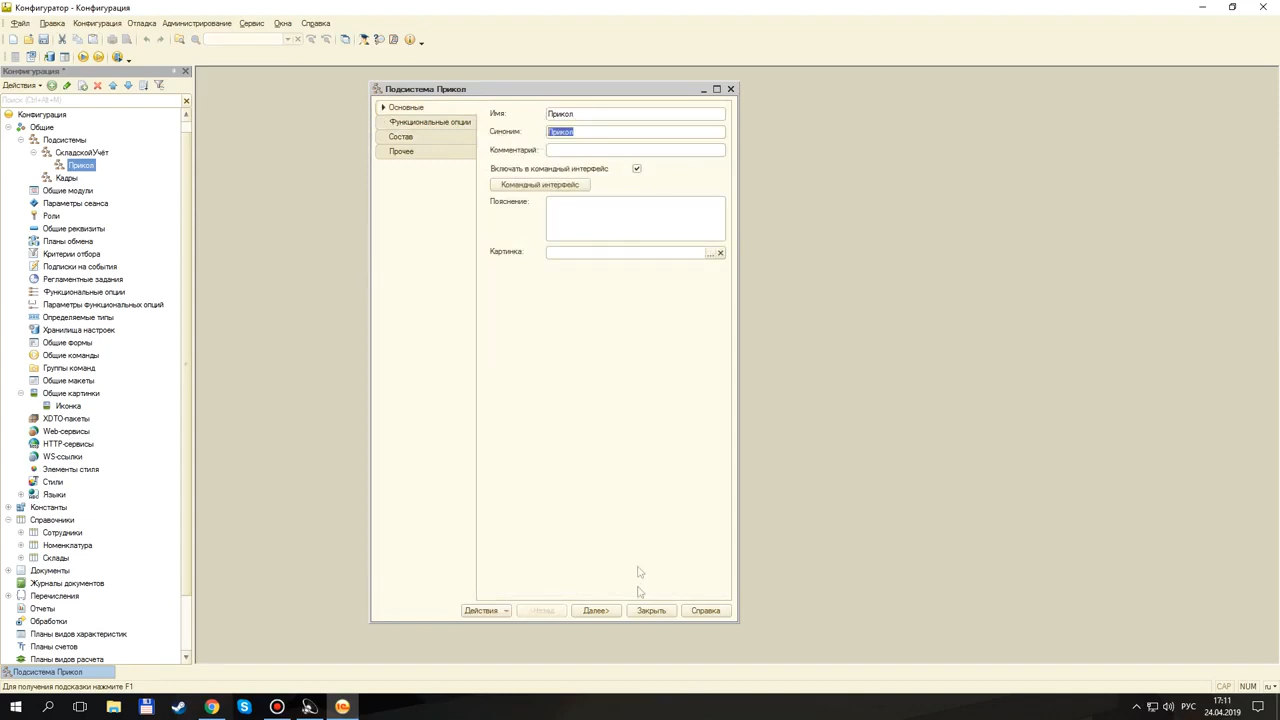 Конфигуратор - Конфигурация
Файл Правка Конфигурация Отладка Администрирование Сервис Окна Справка
Конфигурация *
Действия
Поиск (Ctrl+Alt+M)
Конфигурация
Общие
Подсистемы
СкладскойУчёт
Прикол
Кадры
Общие модули
Параметры сеанса
Роли
Общие реквизиты
Планы обмена
Критерии отбора
Подписки на события
Регламентные задания
Функциональные опции
Параметры функциональных опций
Определяемые типы
Хранилища настроек
Общие формы
Общие команды
Группы команд
Общие макеты
Общие картинки
Иконка
XDTO-пакеты
Web-сервисы
HTTP-сервисы
WS-ссылки
Элементы стиля
Стили
Языки
Константы
Справочники
Сотрудники
Номенклатура
Склады
Документы
Журналы документов
Перечисления
Отчеты
Обработки
Планы видов характеристик
Планы счетов
Планы видов расчета
Подсистема Прикол
Основные
Функциональные опции
Состав
Прочее
Имя: Прикол
Синоним: Прикол
Комментарий:
Включать в командный интерфейс
Командный интерфейс
Пояснение:
Картинка: ...
Действия <Назад Далее> Закрыть Справка
Подсистема Прикол
Для получения подсказки нажмите F1
CAP NUM ru
РУС
17:11
24.04.2019